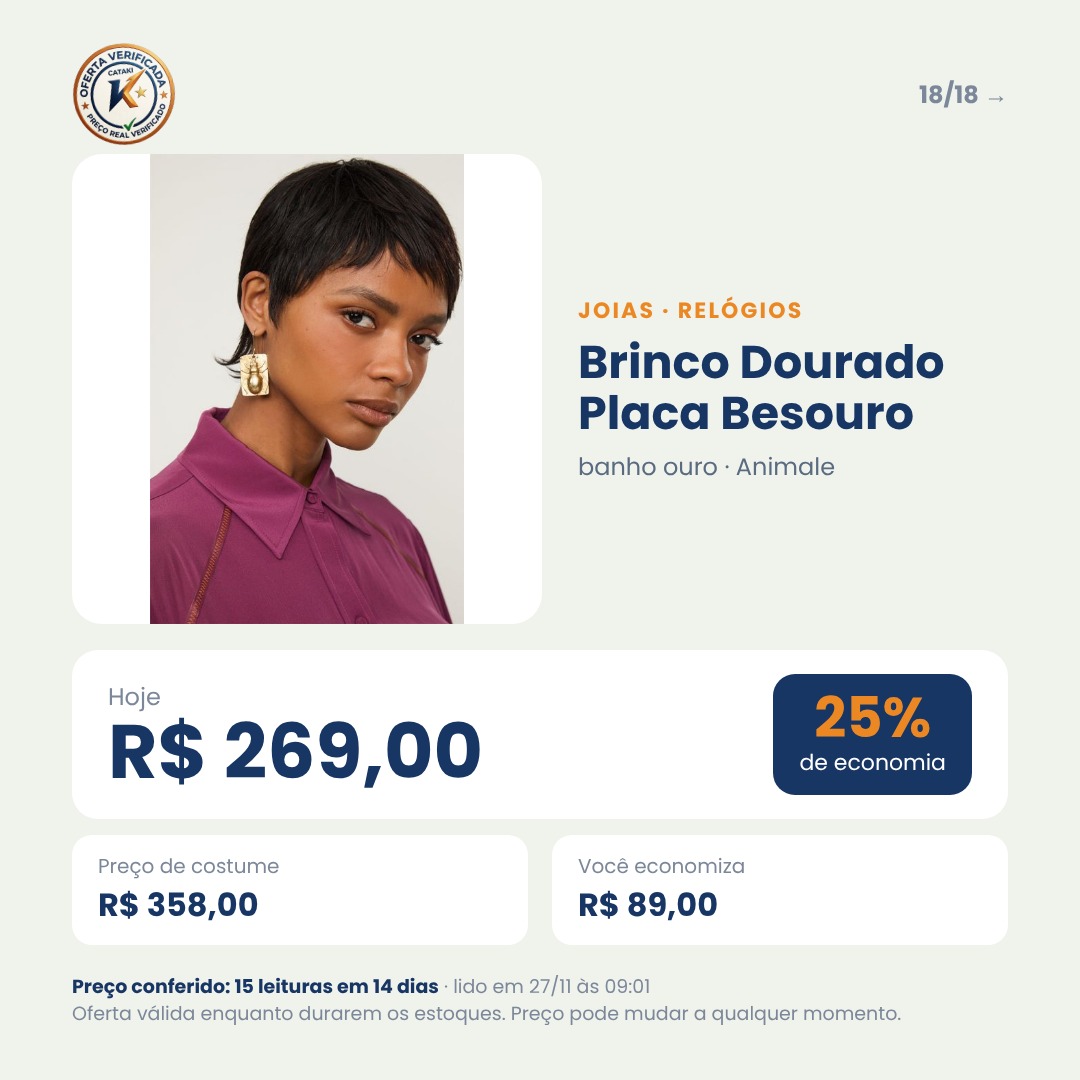 OFERTA VERIFICADA
CATAKI
K
PREÇO REAL VERIFICADO
18/18 →
JOIAS · RELÓGIOS
Brinco Dourado
Placa Besouro
banho ouro · Animale
Hoje
R$ 269,00
25%
de economia
Preço de costume
R$ 358,00
Você economiza
R$ 89,00
Preço conferido: 15 leituras em 14 dias · lido em 27/11 às 09:01
Oferta válida enquanto durarem os estoques. Preço pode mudar a qualquer momento.